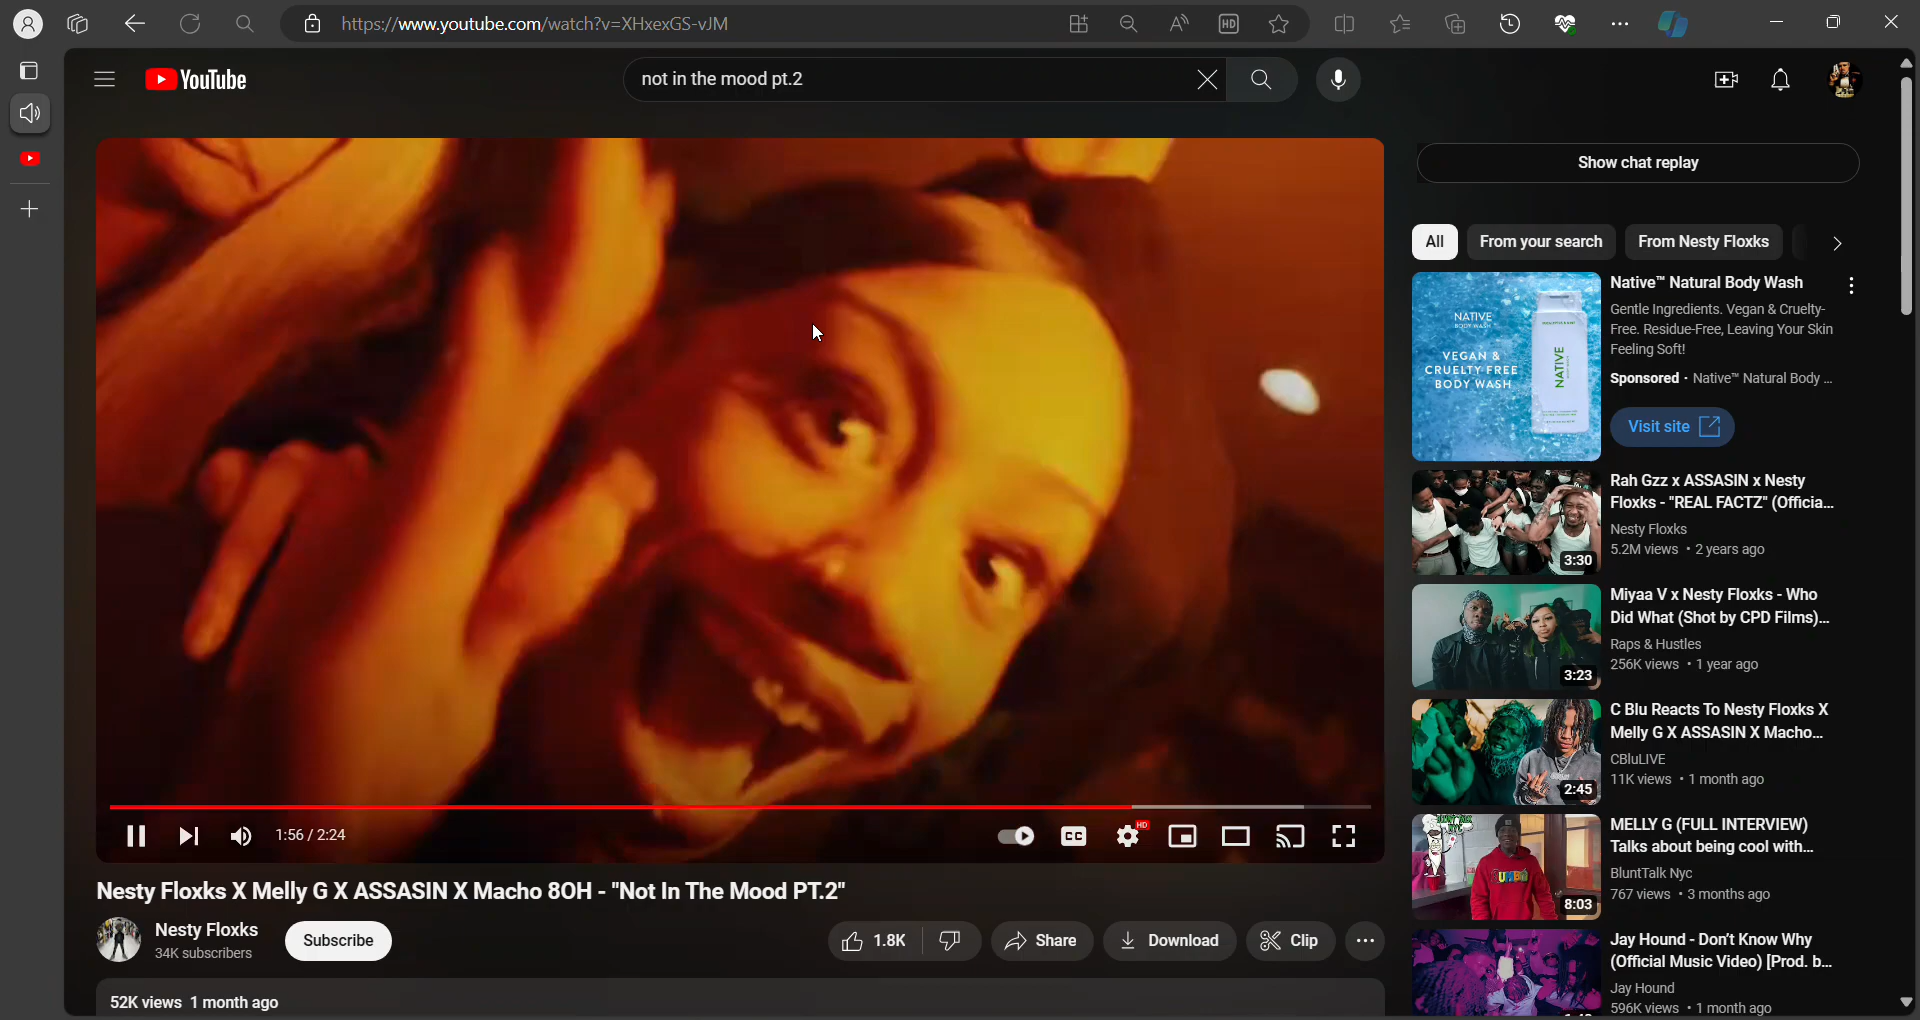 https://www.youtube.com/watch?v=XHxexGS-vJM
YouTube
not in the mood pt.2
Show chat replay
All
From your search
From Nesty Floxks
NATIVE
BODY WASH
VEGAN &
CRUELTY FREE
BODY WASH
NATIVE
Native™ Natural Body Wash
Gentle Ingredients. Vegan & Cruelty-
Free. Residue-Free, Leaving Your Skin
Feeling Soft!
Sponsored · Native™ Natural Body ...
Visit site
3:30
Rah Gzz x ASSASIN x Nesty
Floxks - "REAL FACTZ" (Officia...
Nesty Floxks
5.2M views • 2 years ago
3:23
Miyaa V x Nesty Floxks - Who
Did What (Shot by CPD Films)...
Raps & Hustles
256K views • 1 year ago
2:45
C Blu Reacts To Nesty Floxks X
Melly G X ASSASIN X Macho...
CBluLIVE
11K views • 1 month ago
8:03
MELLY G (FULL INTERVIEW)
Talks about being cool with...
BluntTalk Nyc
767 views • 3 months ago
Jay Hound - Don't Know Why
(Official Music Video) [Prod. b...
Jay Hound
596K views • 1 month ago
1:56 / 2:24
CC
HD
Nesty Floxks X Melly G X ASSASIN X Macho 8OH - "Not In The Mood PT.2"
Nesty Floxks
34K subscribers
Subscribe
1.8K
Share
Download
Clip
52K views 1 month ago